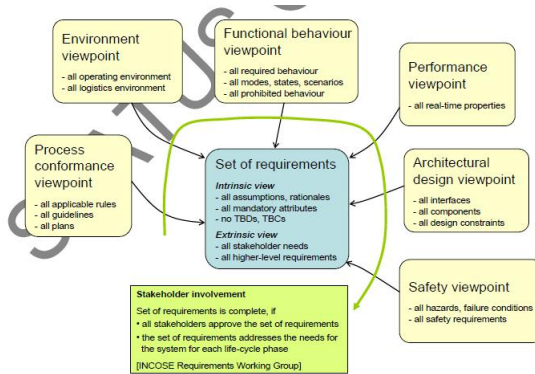 Environment
viewpoint
- all operating environment
- all logistics environment
Functional behaviour
viewpoint
- all required behaviour
- all modes, states, scenarios
- all prohibited behaviour
Performance
viewpoint
- all real-time properties
Process
conformance
viewpoint
- all applicable rules
- all guidelines
- all plans
Set of requirements
Intrinsic view
- all assumptions, rationales
- all mandatory attributes
- no TBDs, TBCs
Extrinsic view
- all stakeholder needs
- all higher-level requirements
Architectural
design viewpoint
- all interfaces
- all components
- all design constraints
Safety viewpoint
- all hazards, failure conditions
- all safety requirements
Stakeholder involvement
Set of requirements is complete, if
• all stakeholders approve the set of requirements
• the set of requirements addresses the needs for
the system for each life-cycle phase
[INCOSE Requirements Working Group]